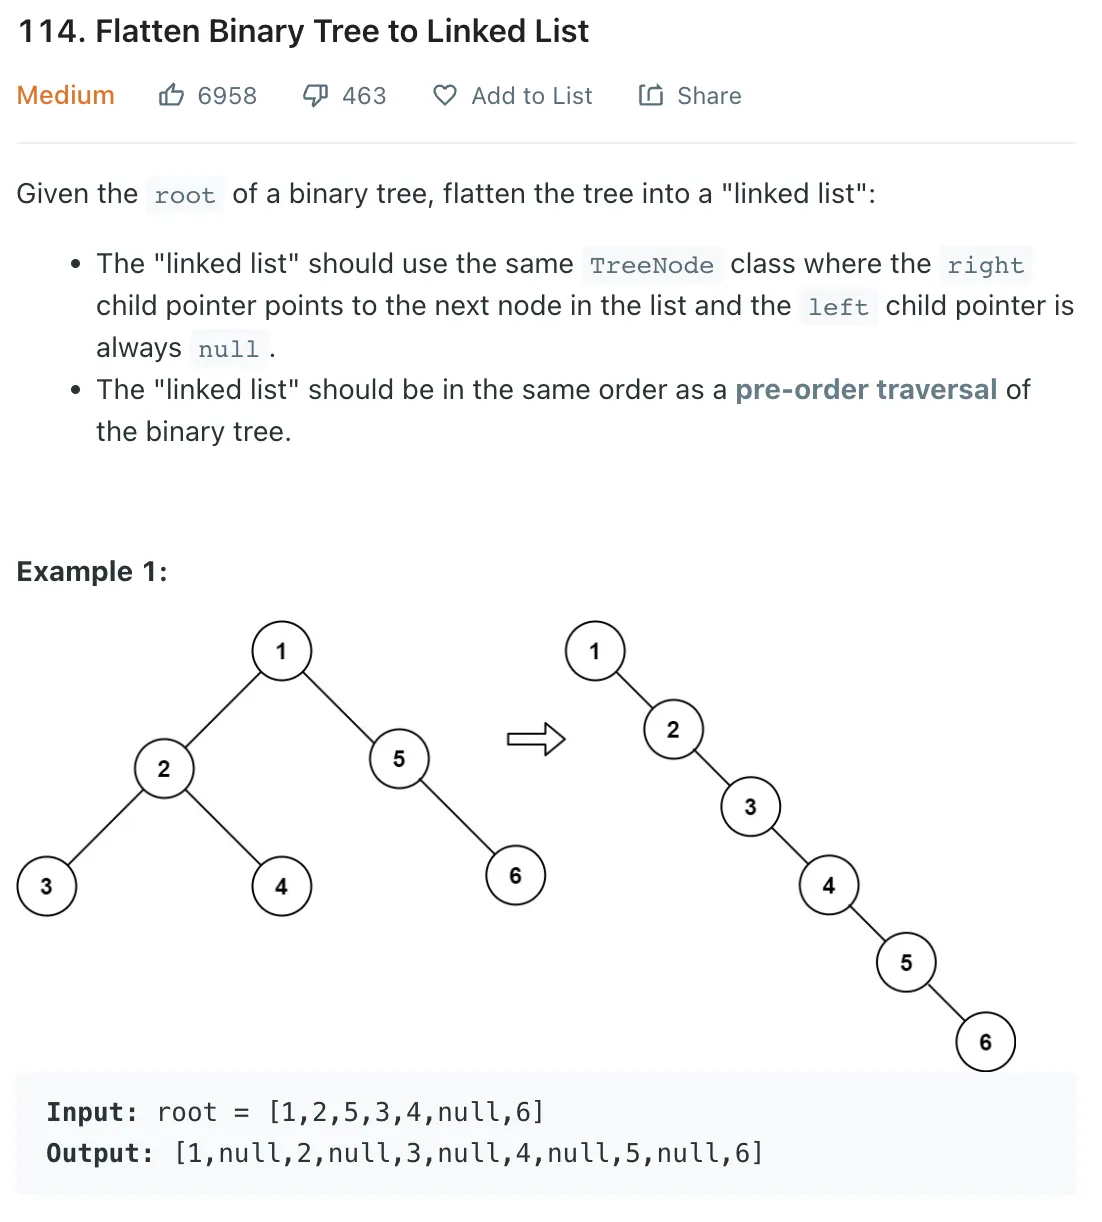 114. Flatten Binary Tree to Linked List
Medium 6958 463 Add to List Share
Given the root of a binary tree, flatten the tree into a "linked list":
• The "linked list" should use the same TreeNode class where the right
child pointer points to the next node in the list and the left child pointer is
always null .
• The "linked list" should be in the same order as a pre-order traversal of
the binary tree.
Example 1:
1
2
5
3
4
6
1
2
3
4
5
6
Input: root = [1,2,5,3,4,null,6]
Output: [1,null,2,null,3,null,4,null,5,null,6]